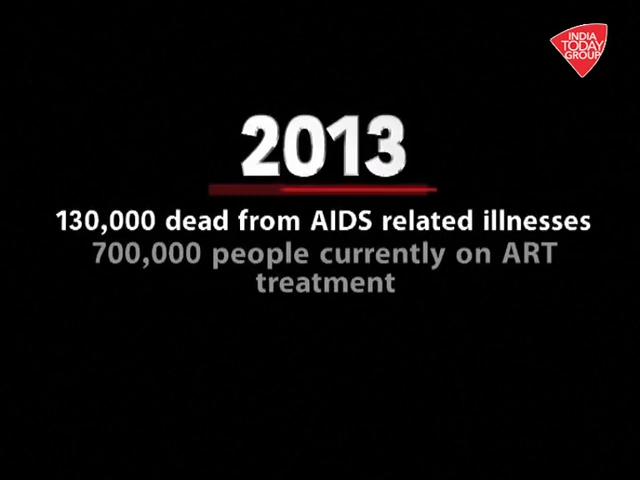 INDIA
TODAY
GROUP
2013
130,000 dead from AIDS related illnesses
700,000 people currently on ART
treatment